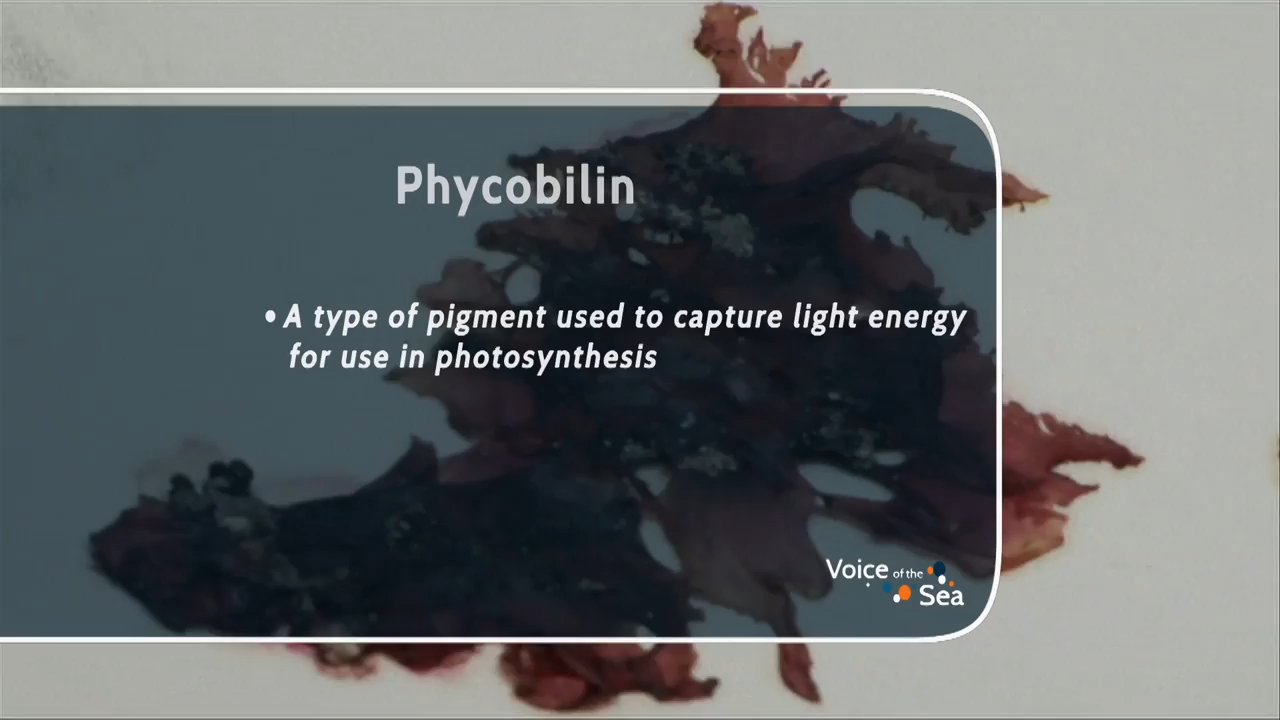 Phycobilin
• A type of pigment used to capture light energy
for use in photosynthesis
Voice of the
Sea